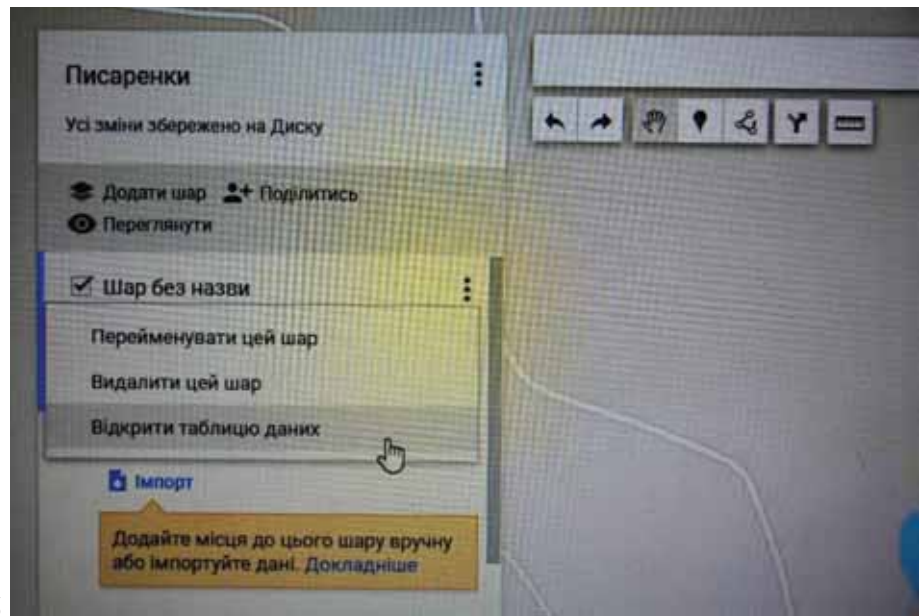 Писаренки
Усі зміни збережено на Диску
Додати шар Поділитись
Переглянути
Шар без назви
Перейменувати цей шар
Видалити цей шар
Відкрити таблицю даних
Імпорт
Додайте місця до цього шару вручну
або імпортуйте дані. Докладніше